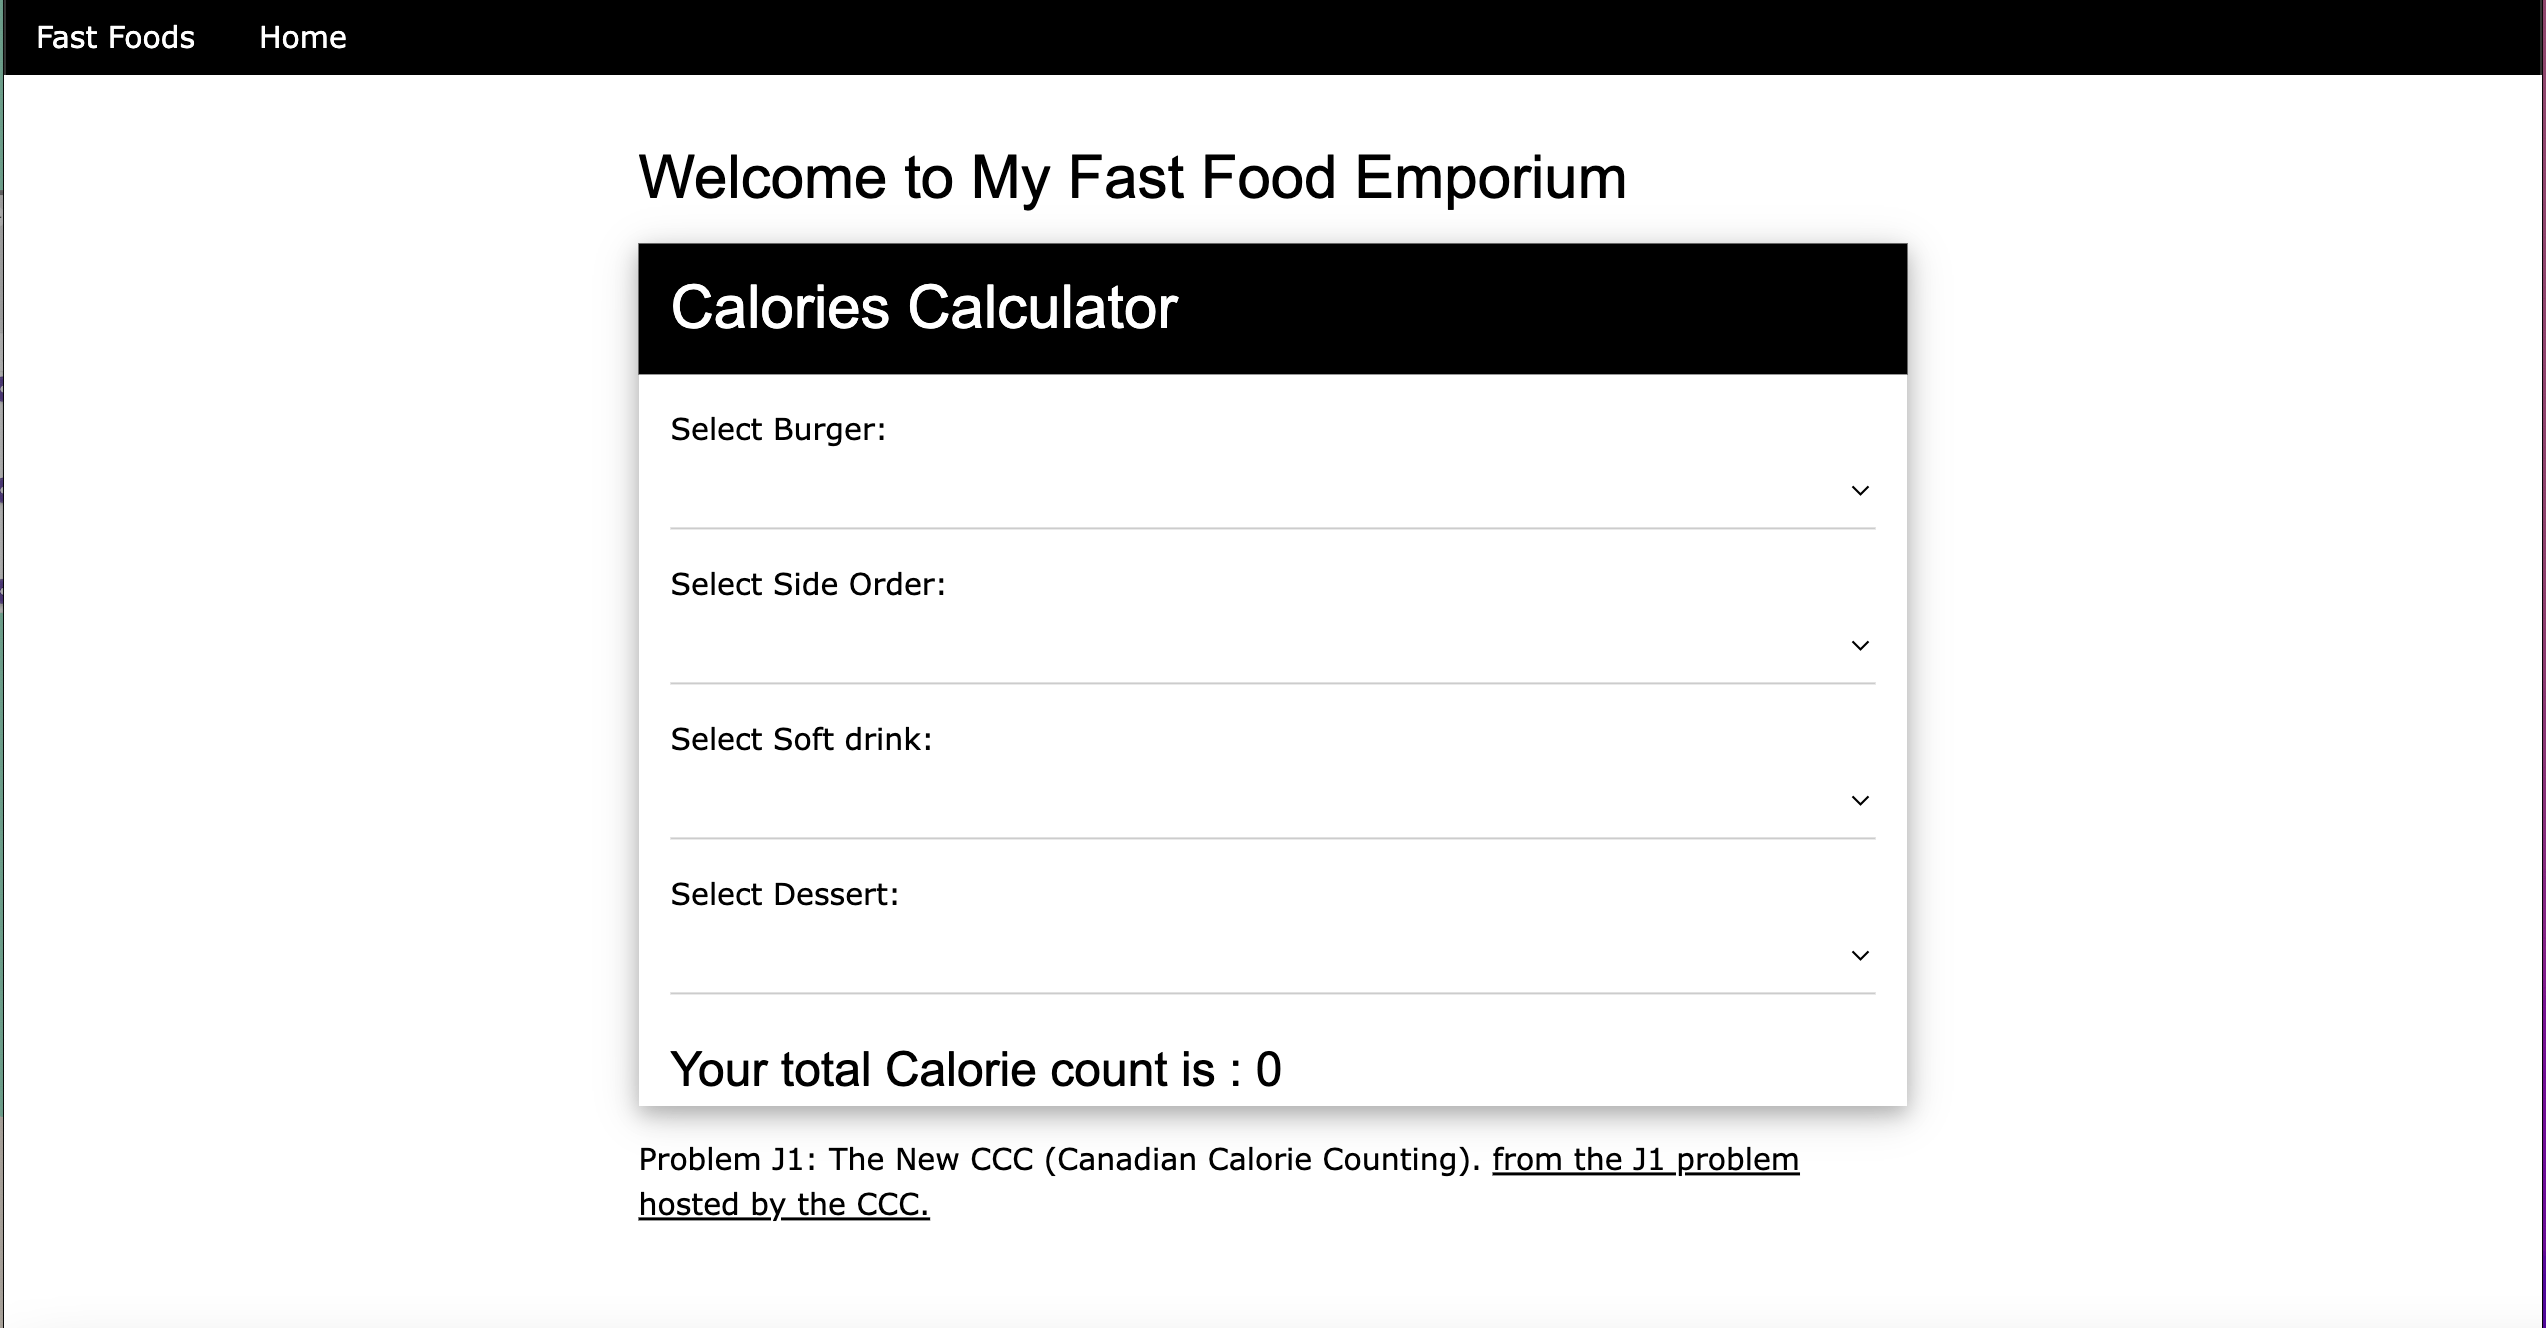 Fast Foods Home
Welcome to My Fast Food Emporium
Calories Calculator
Select Burger:
Select Side Order:
Select Soft drink:
Select Dessert:
Your total Calorie count is : 0
Problem J1: The New CCC (Canadian Calorie Counting). from the J1 problem
hosted by the CCC.